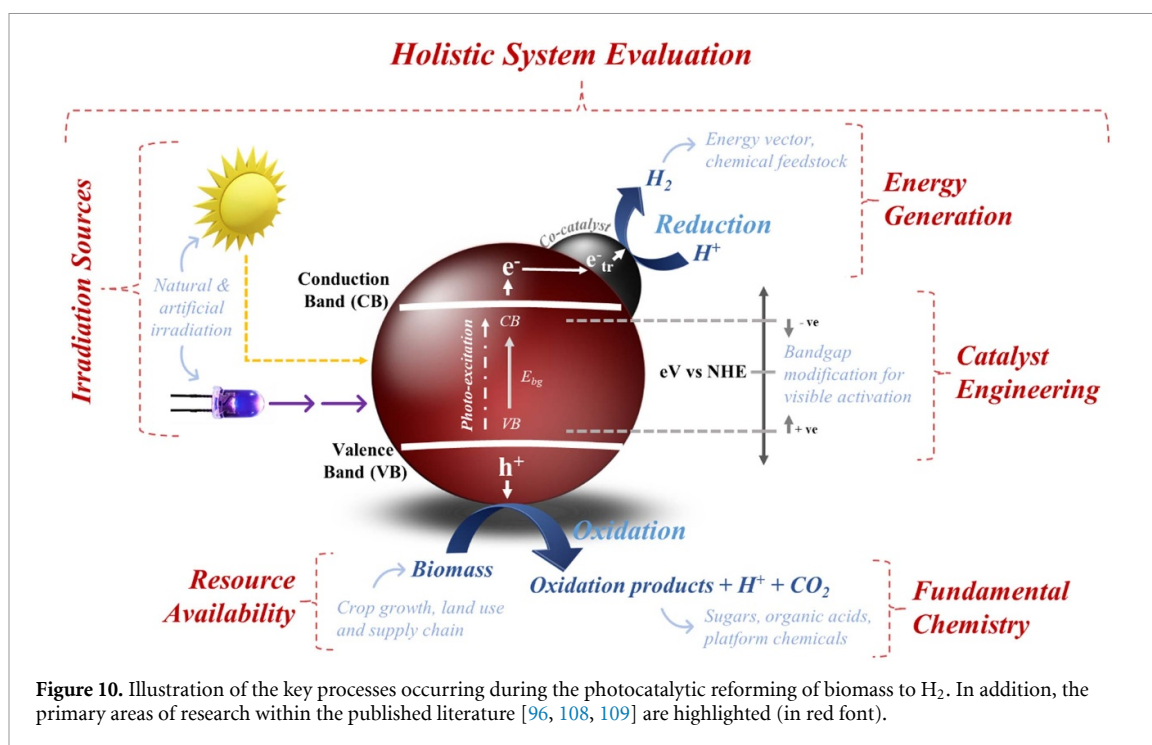 Holistic System Evaluation
Irradiation Sources
Natural &
artificial
irradiation
Conduction
Band (CB)
Valence
Band (VB)
Photo-excitation
CB
E_bg
VB
e⁻
h⁺
Co-catalyst
e⁻_tr
H₂
Reduction
H⁺
Energy vector,
chemical feedstock
Energy
Generation
eV vs NHE
- ve
Bandgap
modification for
visible activation
+ ve
Catalyst
Engineering
Oxidation
Resource
Availability
Biomass
Crop growth, land use
and supply chain
Oxidation products + H⁺ + CO₂
Sugars, organic acids,
platform chemicals
Fundamental
Chemistry
Figure 10. Illustration of the key processes occurring during the photocatalytic reforming of biomass to H₂. In addition, the
primary areas of research within the published literature [96, 108, 109] are highlighted (in red font).